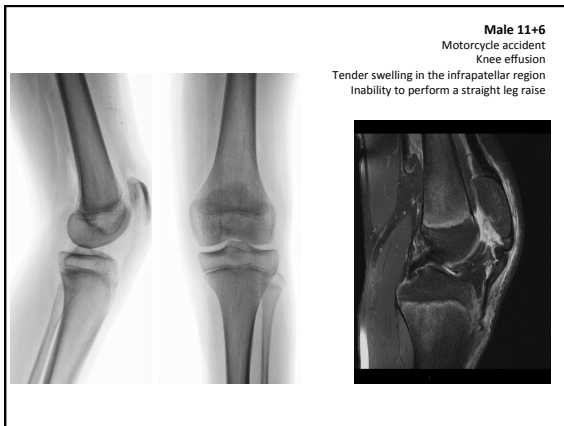 Male 11+6
Motorcycle accident
Knee effusion
Tender swelling in the infrapatellar region
Inability to perform a straight leg raise